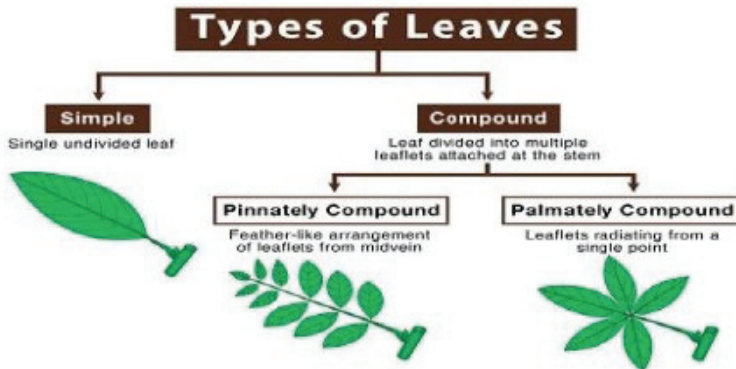 Types of Leaves
Simple
Single undivided leaf
Compound
Leaf divided into multiple
leaflets attached at the stem
Pinnately Compound
Feather-like arrangement
of leaflets from midvein
Palmately Compound
Leaflets radiating from a
single point